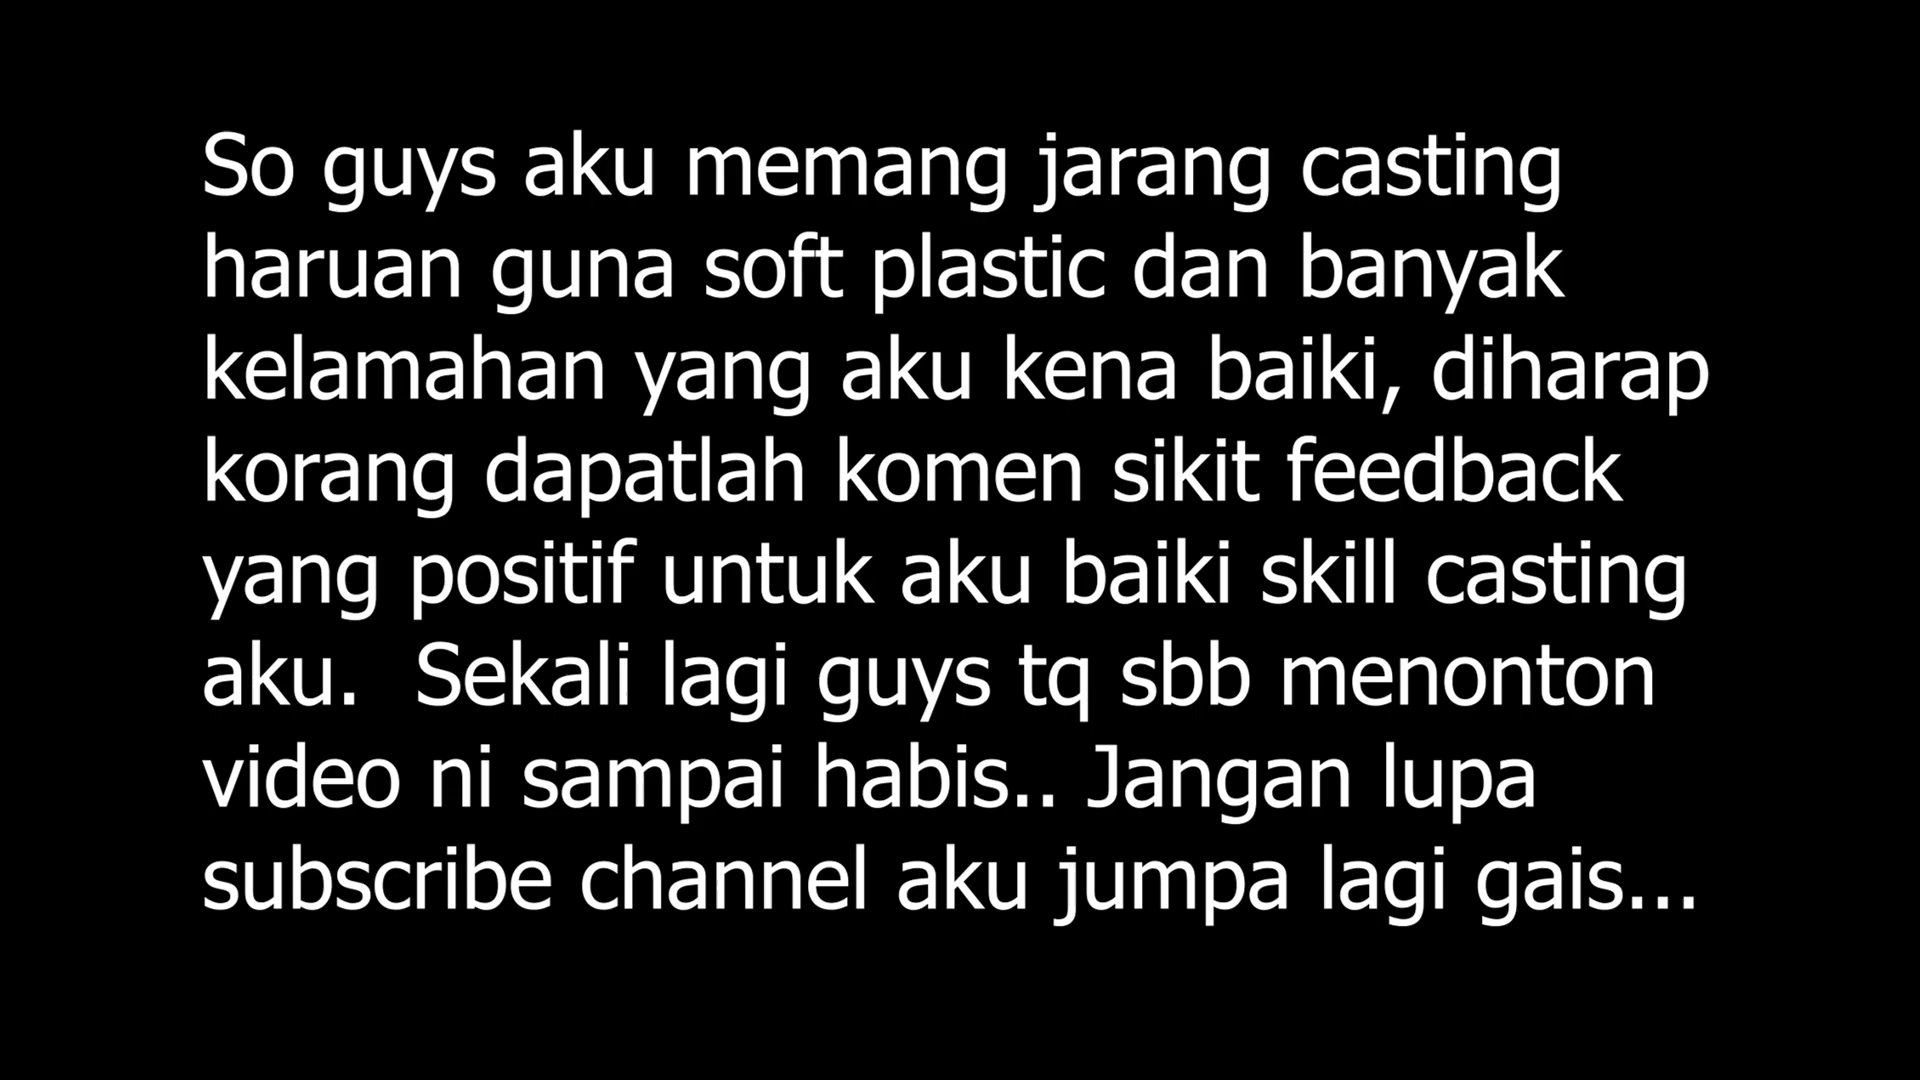 So guys aku memang jarang casting
haruan guna soft plastic dan banyak
kelamahan yang aku kena baiki, diharap
korang dapatlah komen sikit feedback
yang positif untuk aku baiki skill casting
aku.  Sekali lagi guys tq sbb menonton
video ni sampai habis.. Jangan lupa
subscribe channel aku jumpa lagi gais...